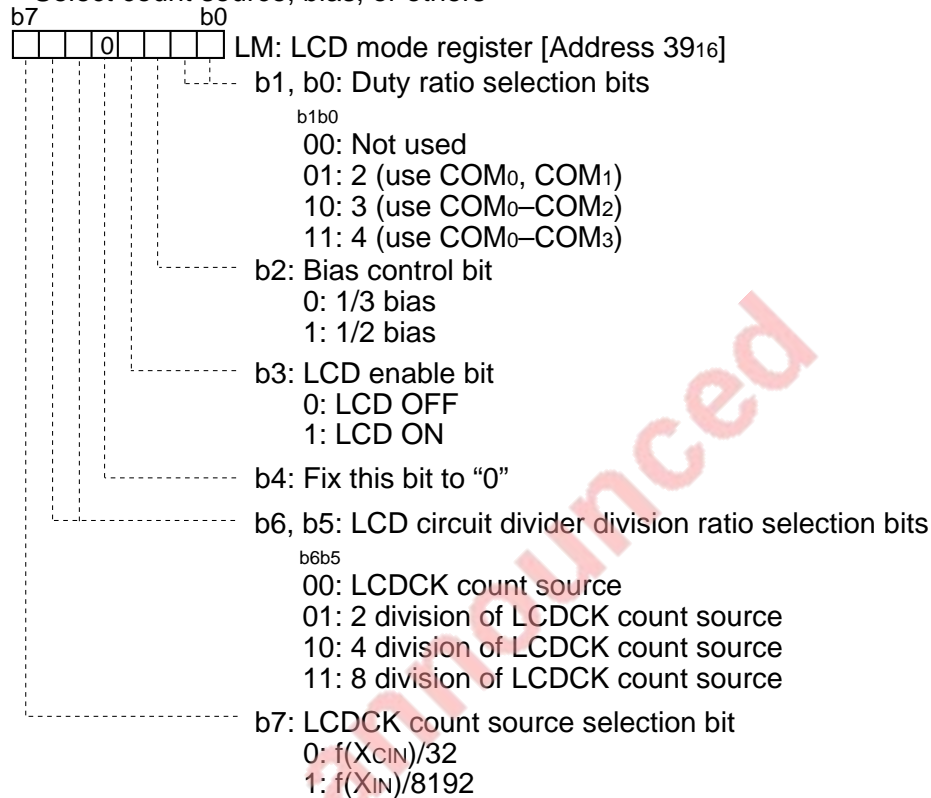 Select count source, bias, or others
b7 b0
0 LM: LCD mode register [Address 3916]
b1, b0: Duty ratio selection bits
b1b0
00: Not used
01: 2 (use COM0, COM1)
10: 3 (use COM0–COM2)
11: 4 (use COM0–COM3)
b2: Bias control bit
0: 1/3 bias
1: 1/2 bias
b3: LCD enable bit
0: LCD OFF
1: LCD ON
b4: Fix this bit to “0”
b6, b5: LCD circuit divider division ratio selection bits
b6b5
00: LCDCK count source
01: 2 division of LCDCK count source
10: 4 division of LCDCK count source
11: 8 division of LCDCK count source
b7: LCDCK count source selection bit
0: f(XCIN)/32
1: f(XIN)/8192
announced